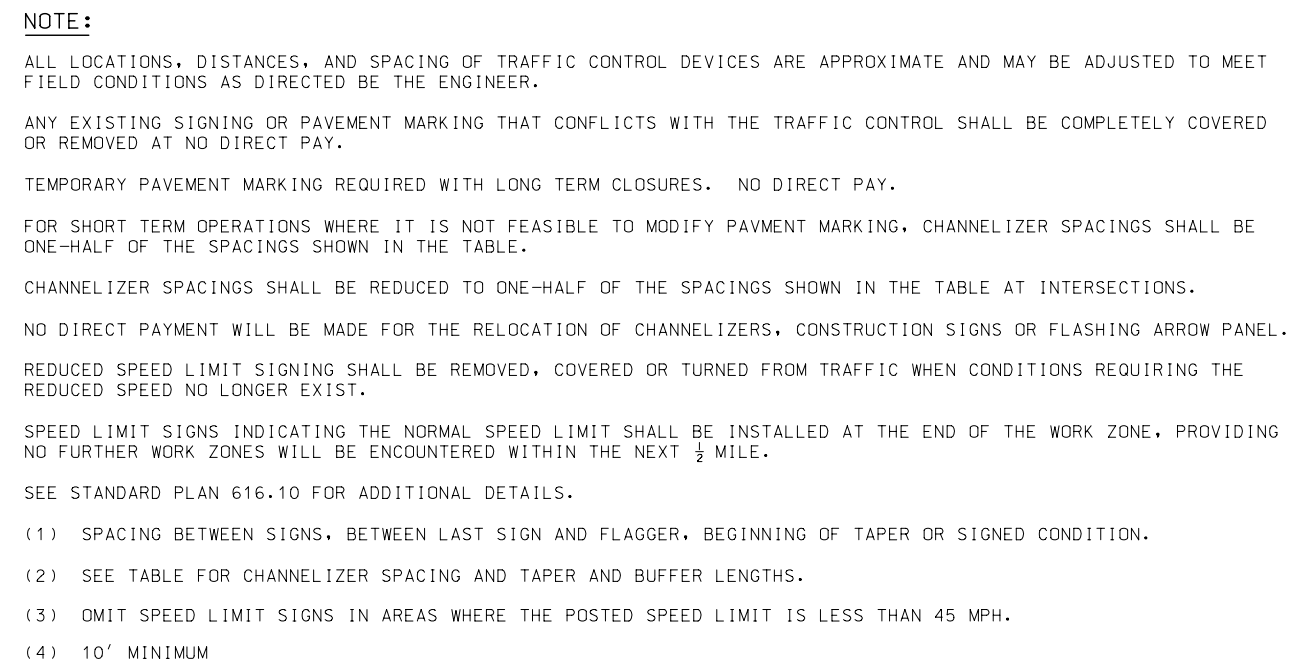 NOTE:
ALL LOCATIONS, DISTANCES, AND SPACING OF TRAFFIC CONTROL DEVICES ARE APPROXIMATE AND MAY BE ADJUSTED TO MEET
FIELD CONDITIONS AS DIRECTED BE THE ENGINEER.
ANY EXISTING SIGNING OR PAVEMENT MARKING THAT CONFLICTS WITH THE TRAFFIC CONTROL SHALL BE COMPLETELY COVERED
OR REMOVED AT NO DIRECT PAY.
TEMPORARY PAVEMENT MARKING REQUIRED WITH LONG TERM CLOSURES. NO DIRECT PAY.
FOR SHORT TERM OPERATIONS WHERE IT IS NOT FEASIBLE TO MODIFY PAVMENT MARKING, CHANNELIZER SPACINGS SHALL BE
ONE-HALF OF THE SPACINGS SHOWN IN THE TABLE.
CHANNELIZER SPACINGS SHALL BE REDUCED TO ONE-HALF OF THE SPACINGS SHOWN IN THE TABLE AT INTERSECTIONS.
NO DIRECT PAYMENT WILL BE MADE FOR THE RELOCATION OF CHANNELIZERS, CONSTRUCTION SIGNS OR FLASHING ARROW PANEL.
REDUCED SPEED LIMIT SIGNING SHALL BE REMOVED, COVERED OR TURNED FROM TRAFFIC WHEN CONDITIONS REQUIRING THE
REDUCED SPEED NO LONGER EXIST.
SPEED LIMIT SIGNS INDICATING THE NORMAL SPEED LIMIT SHALL BE INSTALLED AT THE END OF THE WORK ZONE, PROVIDING
NO FURTHER WORK ZONES WILL BE ENCOUNTERED WITHIN THE NEXT ½ MILE.
SEE STANDARD PLAN 616.10 FOR ADDITIONAL DETAILS.
(1) SPACING BETWEEN SIGNS, BETWEEN LAST SIGN AND FLAGGER, BEGINNING OF TAPER OR SIGNED CONDITION.
(2) SEE TABLE FOR CHANNELIZER SPACING AND TAPER AND BUFFER LENGTHS.
(3) OMIT SPEED LIMIT SIGNS IN AREAS WHERE THE POSTED SPEED LIMIT IS LESS THAN 45 MPH.
(4) 10' MINIMUM